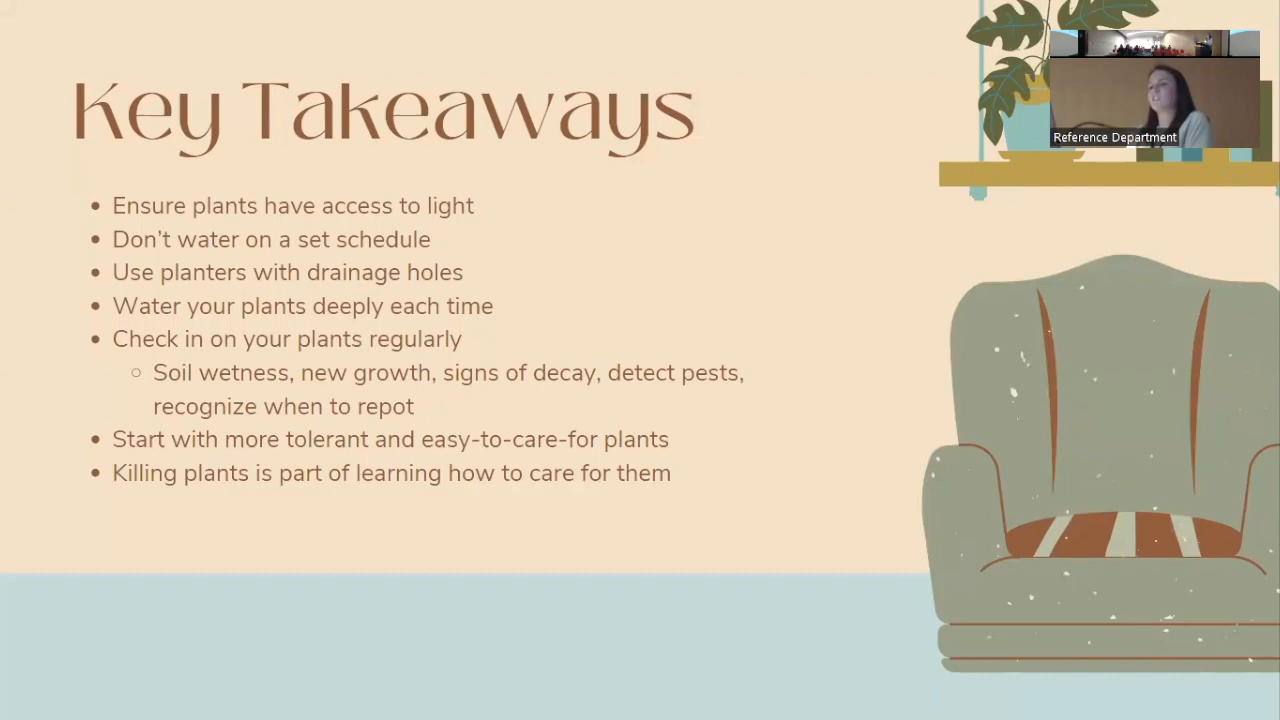 Key Takeaways
Reference Department
• Ensure plants have access to light
• Don’t water on a set schedule
• Use planters with drainage holes
• Water your plants deeply each time
• Check in on your plants regularly
○ Soil wetness, new growth, signs of decay, detect pests,
recognize when to repot
• Start with more tolerant and easy-to-care-for plants
• Killing plants is part of learning how to care for them